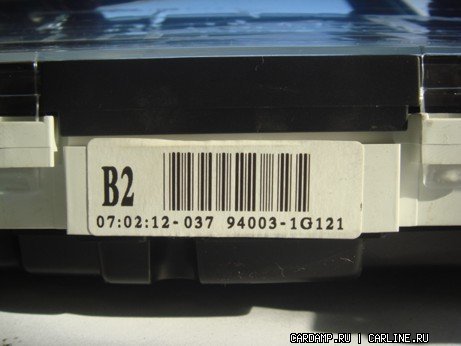 B2
07:02:12-037 94003-1G121
CARDAMP.RU | CARLINE.RU